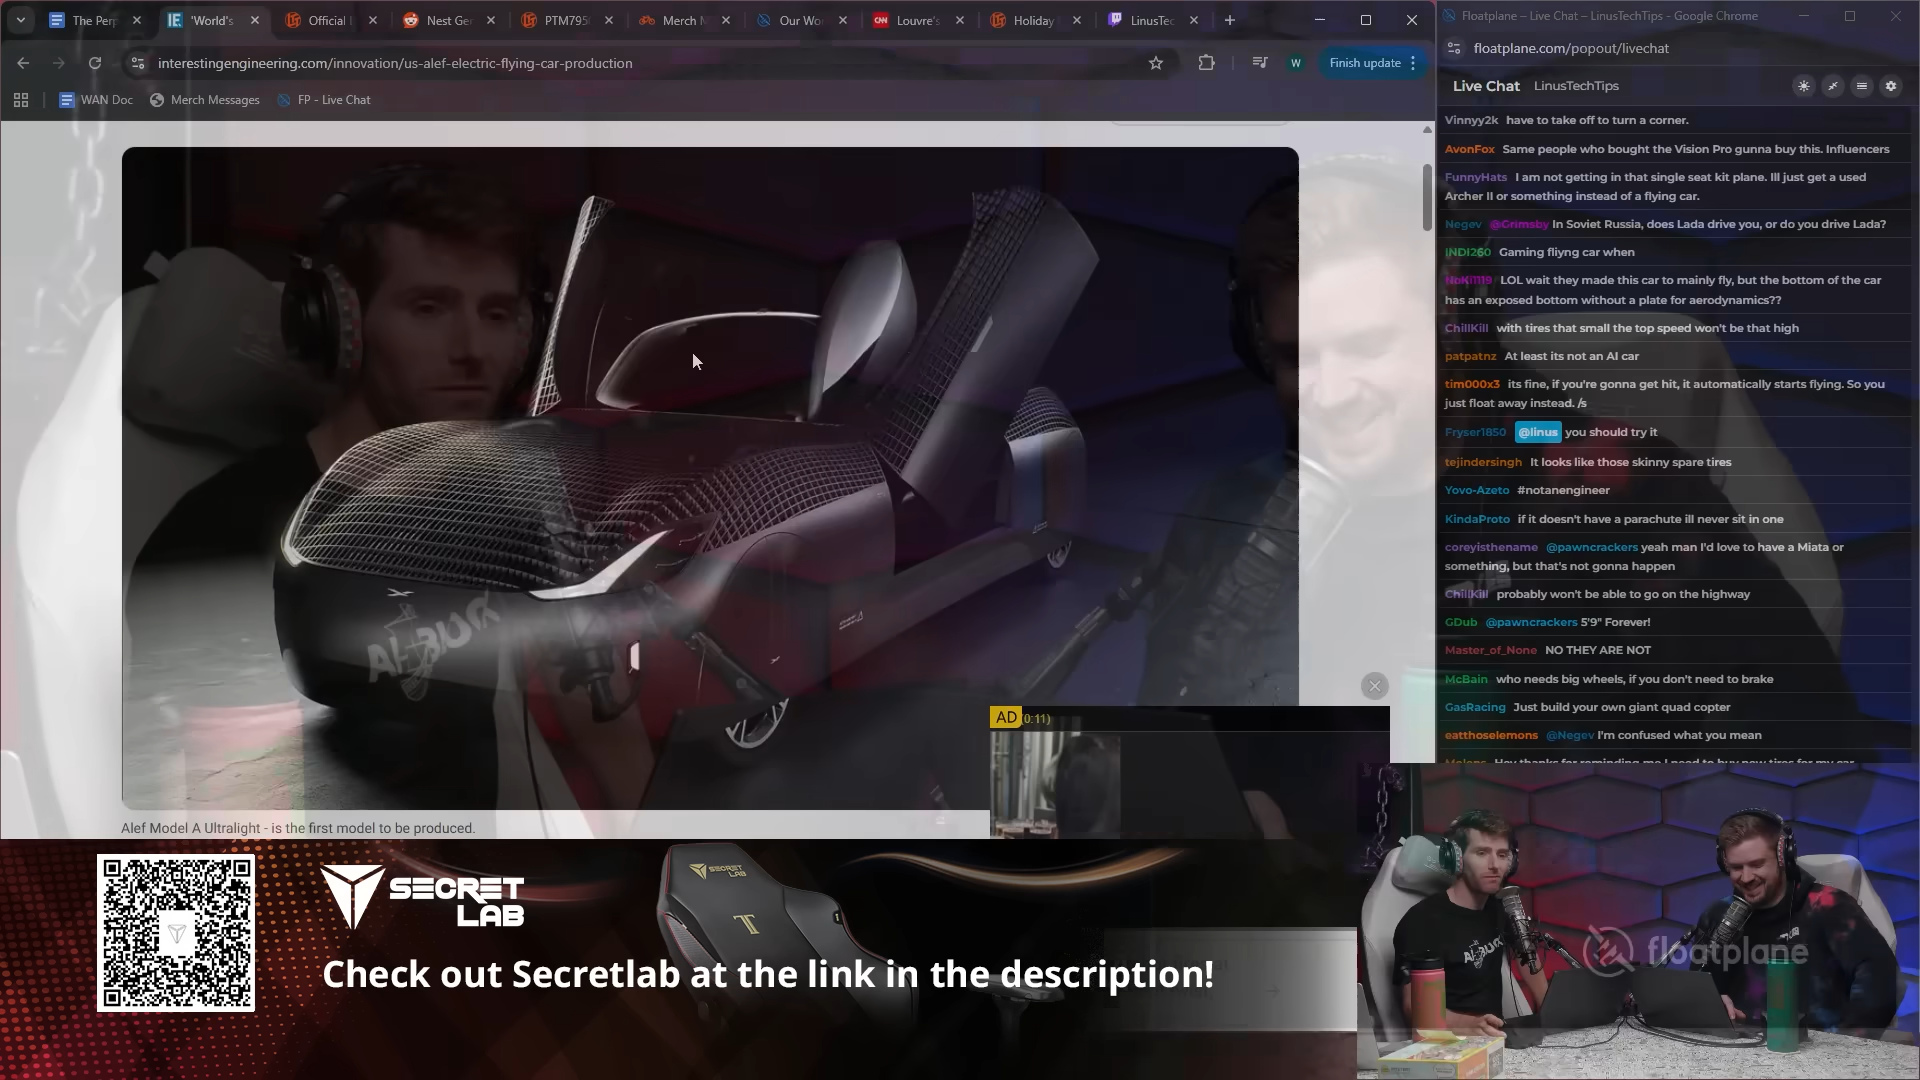 The Perp
'World's
Official
Nest Ge
PTM795
Merch M
Our Wo
Louvre's
Holiday
LinusTec
Floatplane – Live Chat – LinusTechTips - Google Chrome
interestingengineering.com/innovation/us-alef-electric-flying-car-production
W
Finish update
floatplane.com/popout/livechat
WAN Doc
Merch Messages
FP - Live Chat
Live Chat LinusTechTips
Vinnyy2k have to take off to turn a corner.
AvonFox Same people who bought the Vision Pro gunna buy this. Influencers
FunnyHats I am not getting in that single seat kit plane. Ill just get a used
Archer II or something instead of a flying car.
Negev @Grimsby In Soviet Russia, does Lada drive you, or do you drive Lada?
INDI260 Gaming fliyng car when
NoKi1119 LOL wait they made this car to mainly fly, but the bottom of the car
has an exposed bottom without a plate for aerodynamics??
ChillKill with tires that small the top speed won't be that high
patpatnz At least its not an AI car
tim000x3 its fine, if you're gonna get hit, it automatically starts flying. So you
just float away instead. /s
Fryser1850 @linus you should try it
tejindersingh It looks like those skinny spare tires
Yovo-Azeto #notanengineer
KindaProto if it doesn't have a parachute ill never sit in one
coreyisthename @pawncrackers yeah man I'd love to have a Miata or
something, but that's not gonna happen
ChillKill probably won't be able to go on the highway
GDub @pawncrackers 5'9" Forever!
Master_of_None NO THEY ARE NOT
McBain who needs big wheels, if you don't need to brake
GasRacing Just build your own giant quad copter
eatthoselemons @Negev I'm confused what you mean
AD (0:11)
Alef Model A Ultralight - is the first model to be produced.
SECRET
LAB
SECRET
LAB
Check out Secretlab at the link in the description!
floatplane